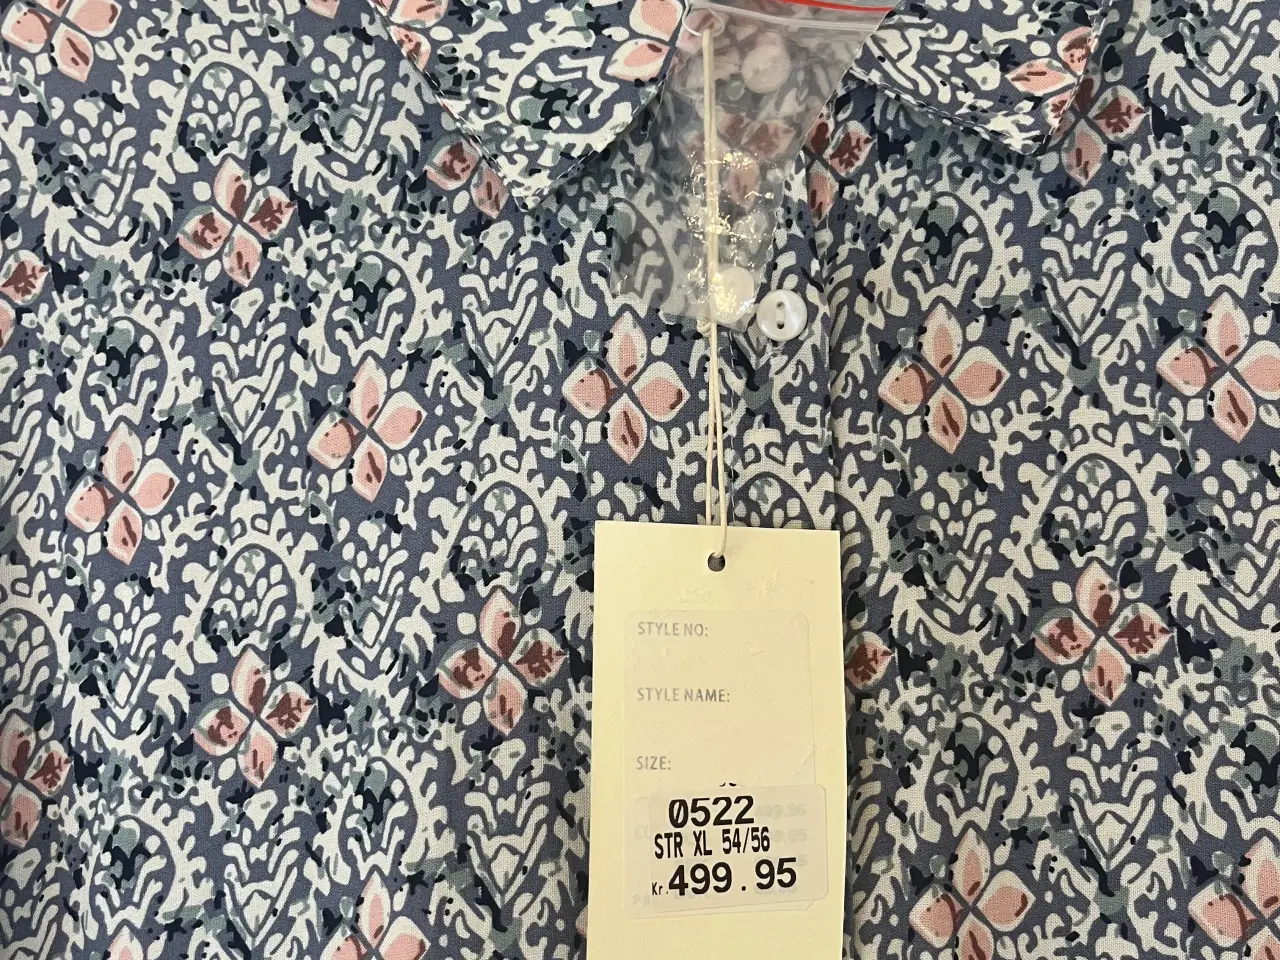 STYLE NO:
STYLE NAME:
SIZE:
0522
STR XL 54/56
Kr.499.95